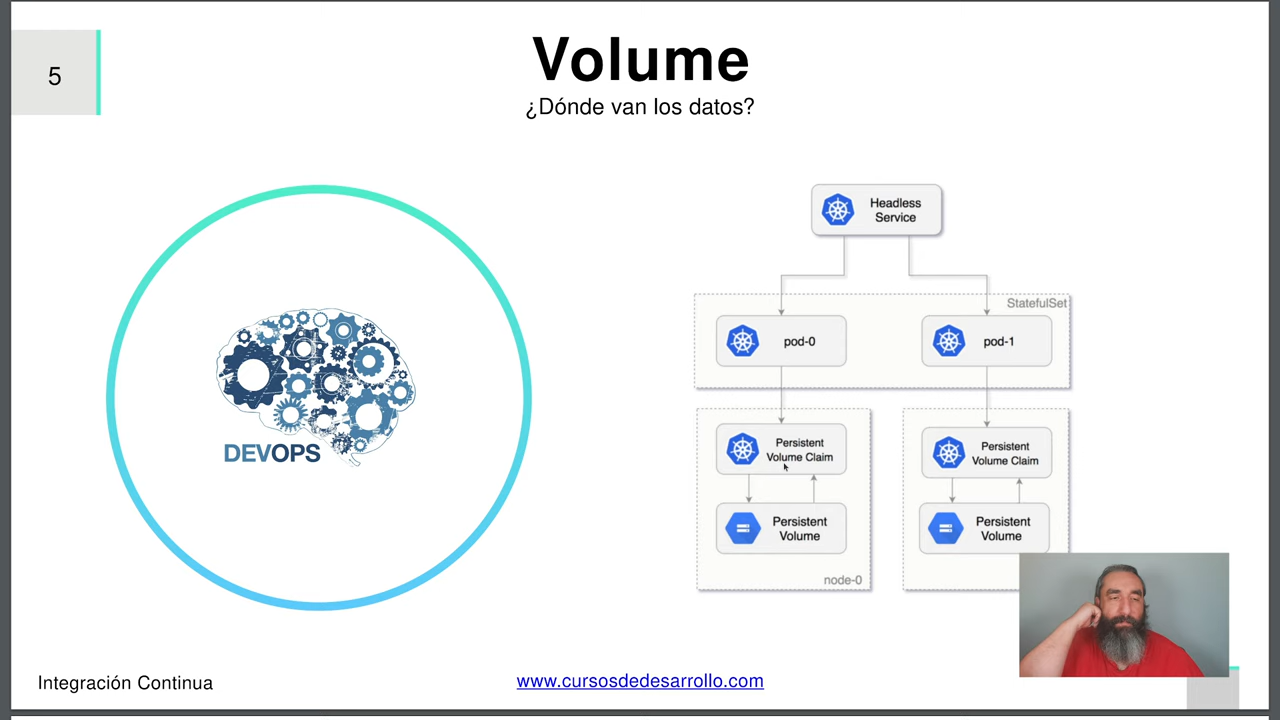 5
Volume
¿Dónde van los datos?
Headless
Service
StatefulSet
pod-0
pod-1
Persistent
Volume Claim
Persistent
Volume Claim
Persistent
Volume
Persistent
Volume
node-0
DEVOPS
Integración Continua
www.cursosdedesarrollo.com